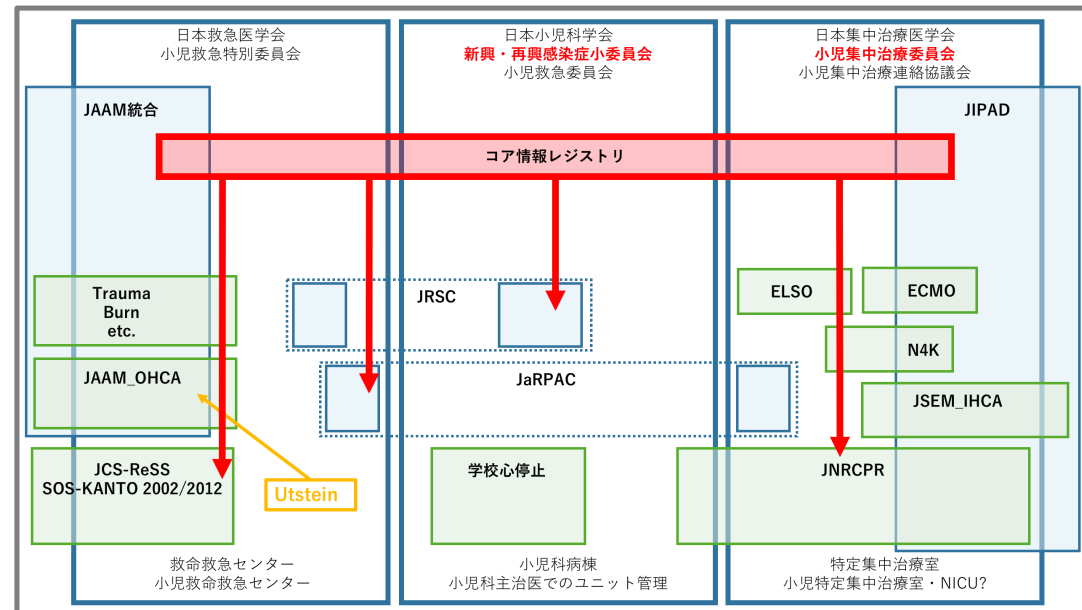 日本救急医学会
小児救急特別委員会
日本小児科学会
新興・再興感染症小委員会
小児救急委員会
日本集中治療医学会
小児集中治療委員会
小児集中治療連絡協議会
JAAM統合
JIPAD
コア情報レジストリ
Trauma
Burn
etc.
JRSC
ELSO
ECMO
N4K
JAAM_OHCA
JaRPAC
JSEM_IHCA
JCS-ReSS
SOS-KANTO 2002/2012
Utstein
学校心停止
JNRCPR
救命救急センター
小児救命救急センター
小児科病棟
小児科主治医でのユニット管理
特定集中治療室
小児特定集中治療室・NICU?